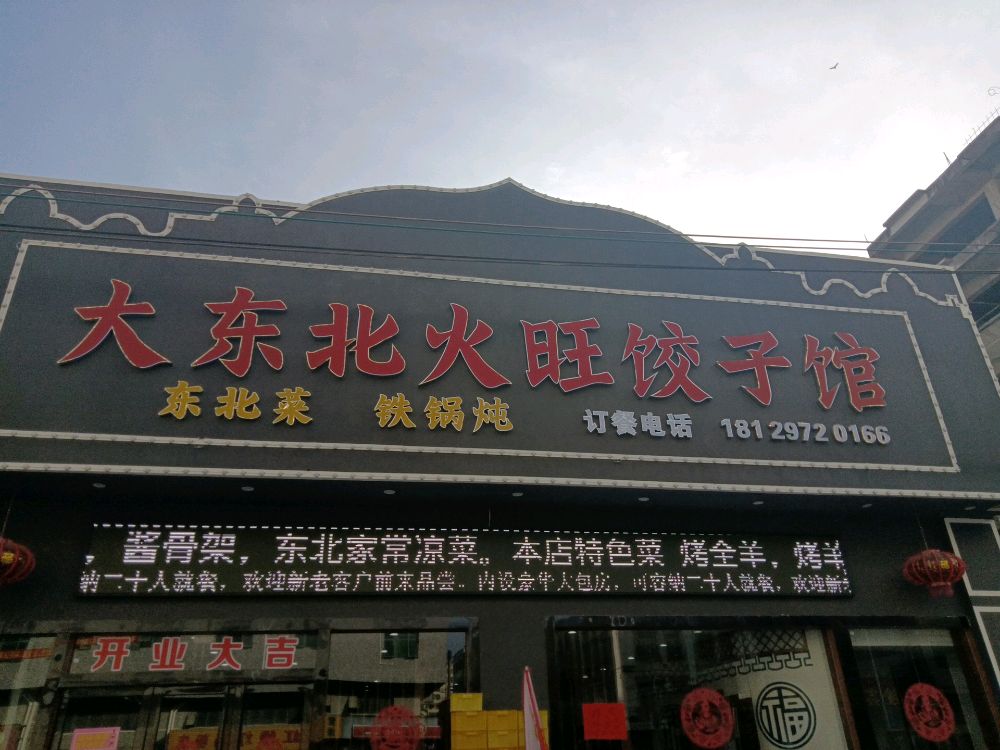 大东北火旺饺子馆
东北菜 铁锅炖 订餐电话 181 2972 0166
，酱骨架，东北家常凉菜。本店特色菜 烤全羊，烤羊
纳二十人就餐，欢迎新老客户前来品尝。内设豪华大包房，可容纳二十人就餐，欢迎新
开业大吉
福